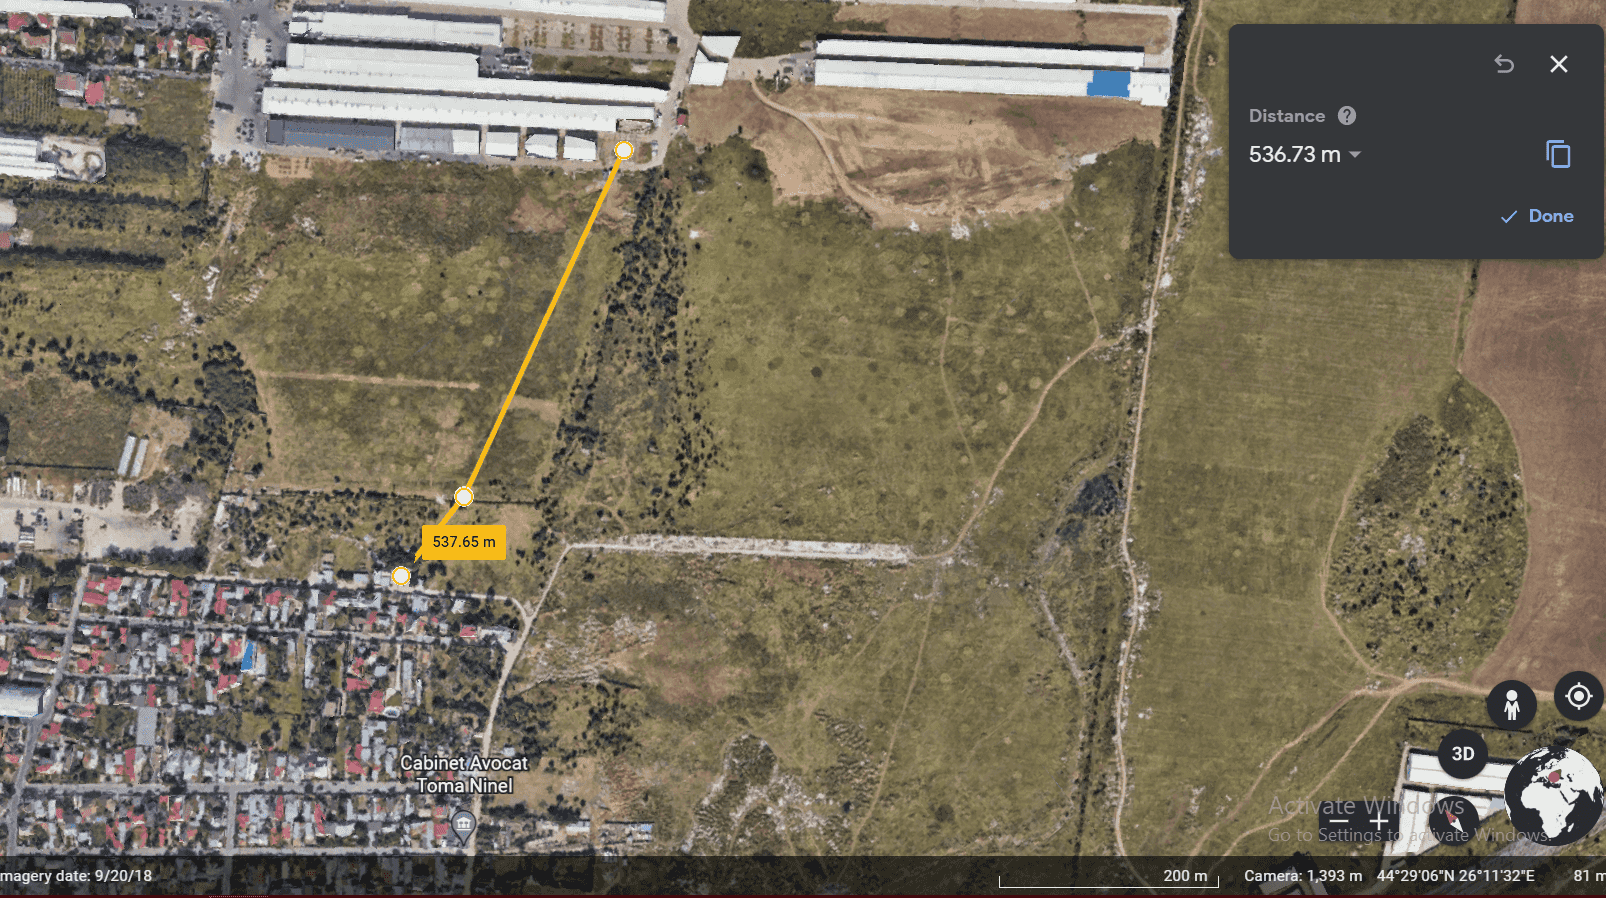 Distance
536.73 m
Done
537.65 m
Cabinet Avocat
Toma Ninel
3D
Activate Windows
Go to Settings to activate Windows.
magery date: 9/20/18
200 m
Camera: 1,393 m
44°29'06"N 26°11'32"E
81 m